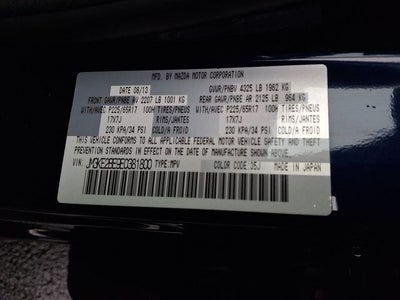 MFD. BY MAZDA MOTOR CORPORATION
DATE 08/13 GVWR/PNBV 4325 LB 1962 KG
FRONT GAWR/PNBE AV 2207 LB 1001 KG REAR GAWR/PNBE AR 2125 LB 964 KG
WITH/AVEC P225/65R17 100H TIRES/PNEUS WITH/AVEC P225/65R17 100H TIRES/PNEUS
17X7J RIMS/JANTES 17X7J RIMS/JANTES
230 KPA/34 PSI COLD/A FROID 230 KPA/34 PSI COLD/A FROID
THIS VEHICLE CONFORMS TO ALL APPLICABLE FEDERAL MOTOR VEHICLE SAFETY BUMPER AND THEFT
PREVENTION STANDARDS IN EFFECT ON THE DATE OF MANUFACTURE SHOWN ABOVE.
VIN: TYPE:MPV COLOR CODE:35J MADE IN JAPAN